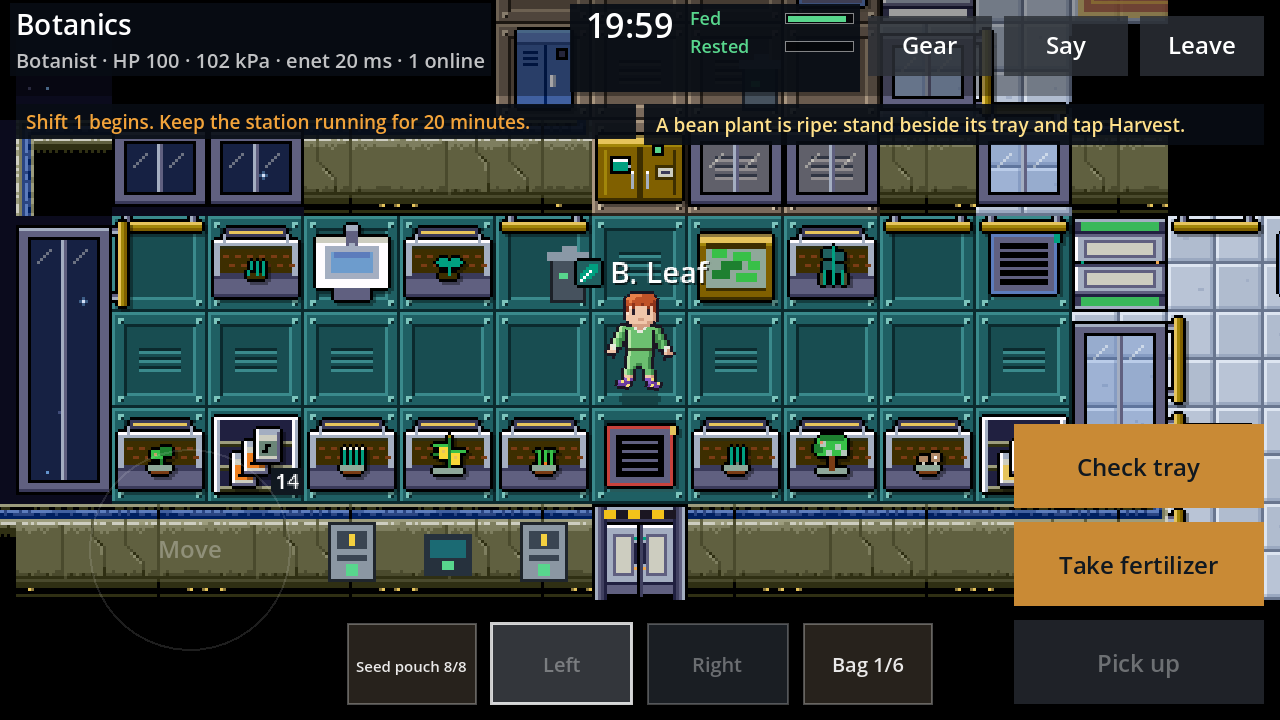 Botanics
Botanist · HP 100 · 102 kPa · enet 20 ms · 1 online
19:59
Fed
Rested
Gear
Say
Leave
Shift 1 begins. Keep the station running for 20 minutes.
A bean plant is ripe: stand beside its tray and tap Harvest.
B. Leaf
14
Move
Check tray
Take fertilizer
Seed pouch 8/8
Left
Right
Bag 1/6
Pick up